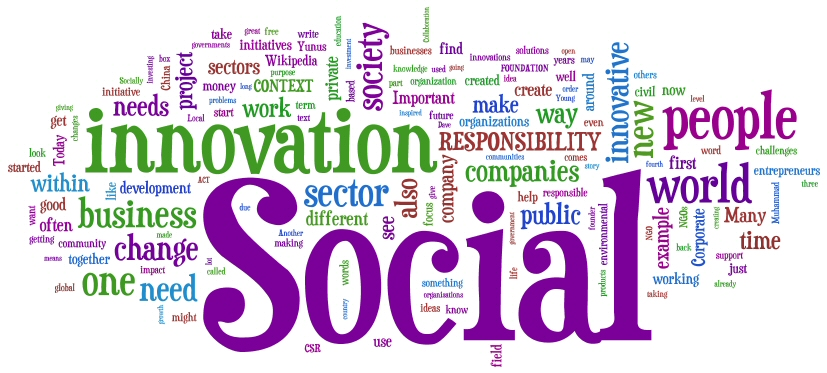 great free
take
write
governments
initiatives
Yunus
Wikipedia
sectors
purpose
money
long
CONTEXT
investment
private
education
based
society
businesses
find
Collaboration
innovations
solutions
open
knowledge used going
FOUNDATION
years
may
part organization
created idea
well
Important
create
order
Young
around
innovative
others
civil now
box
China
investing
project
Socially
initiative
needs
Local
problems
start
work
term
text
inspired
future
Dave
make
organizations
way
even
new
people
level
giving
get
changes
Today
innovation
RESPONSIBILITY
communities
comes
story
companies
fourth
first
word
challenges
look
started
within
like
development
ACT
sector
also
company
give
focus
help responsible
world
entrepreneurs
three
Mohammad
want
good
often
business
due
different
see
public
founder
environmental
NGO
example
NGOs
Corporate
creating
Many
time
getting
community
made
change
Another
making
government
back
support
just
means
together
impact
lot
called
Social
life
working
already
global
one
need
growth
might
words
country
something
organisations
ideas know
products
taking
CSR
use
field